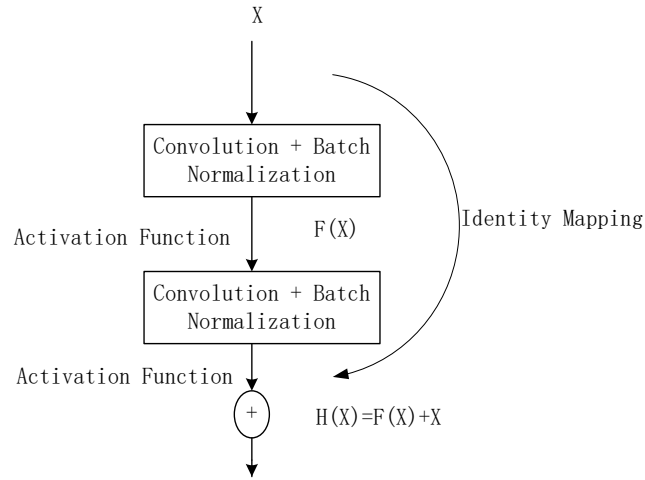 X
Convolution + Batch
Normalization
Activation Function
F(X)
Identity Mapping
Convolution + Batch
Normalization
Activation Function
+
H(X)=F(X)+X